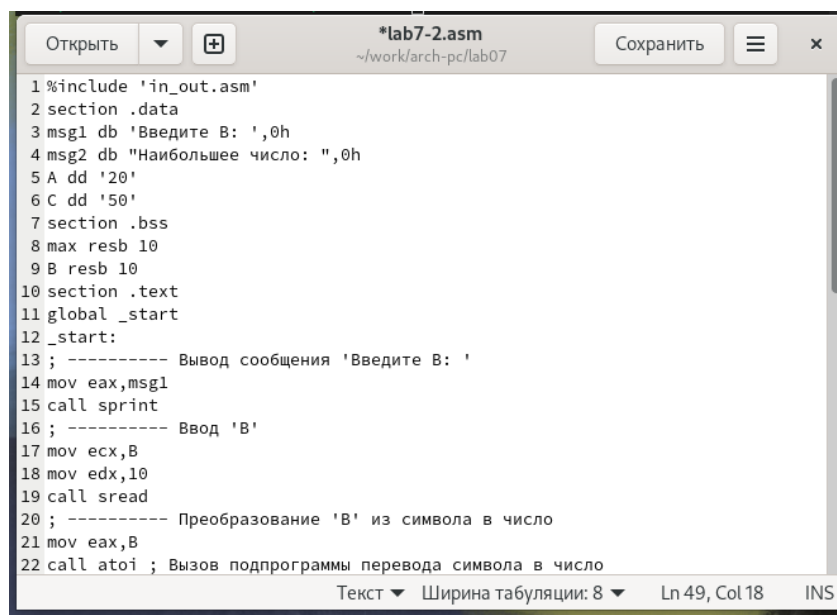 Открыть
*lab7-2.asm
~/work/arch-pc/lab07
Сохранить
1 %include 'in_out.asm'
2 section .data
3 msg1 db 'Введите B: ',0h
4 msg2 db "Наибольшее число: ",0h
5 A dd '20'
6 C dd '50'
7 section .bss
8 max resb 10
9 B resb 10
10 section .text
11 global _start
12 _start:
13 ; ---------- Вывод сообщения 'Введите B: '
14 mov eax,msg1
15 call sprint
16 ; ---------- Ввод 'B'
17 mov ecx,B
18 mov edx,10
19 call sread
20 ; ---------- Преобразование 'B' из символа в число
21 mov eax,B
22 call atoi ; Вызов подпрограммы перевода символа в число
Текст Ширина табуляции: 8 Ln 49, Col 18 INS